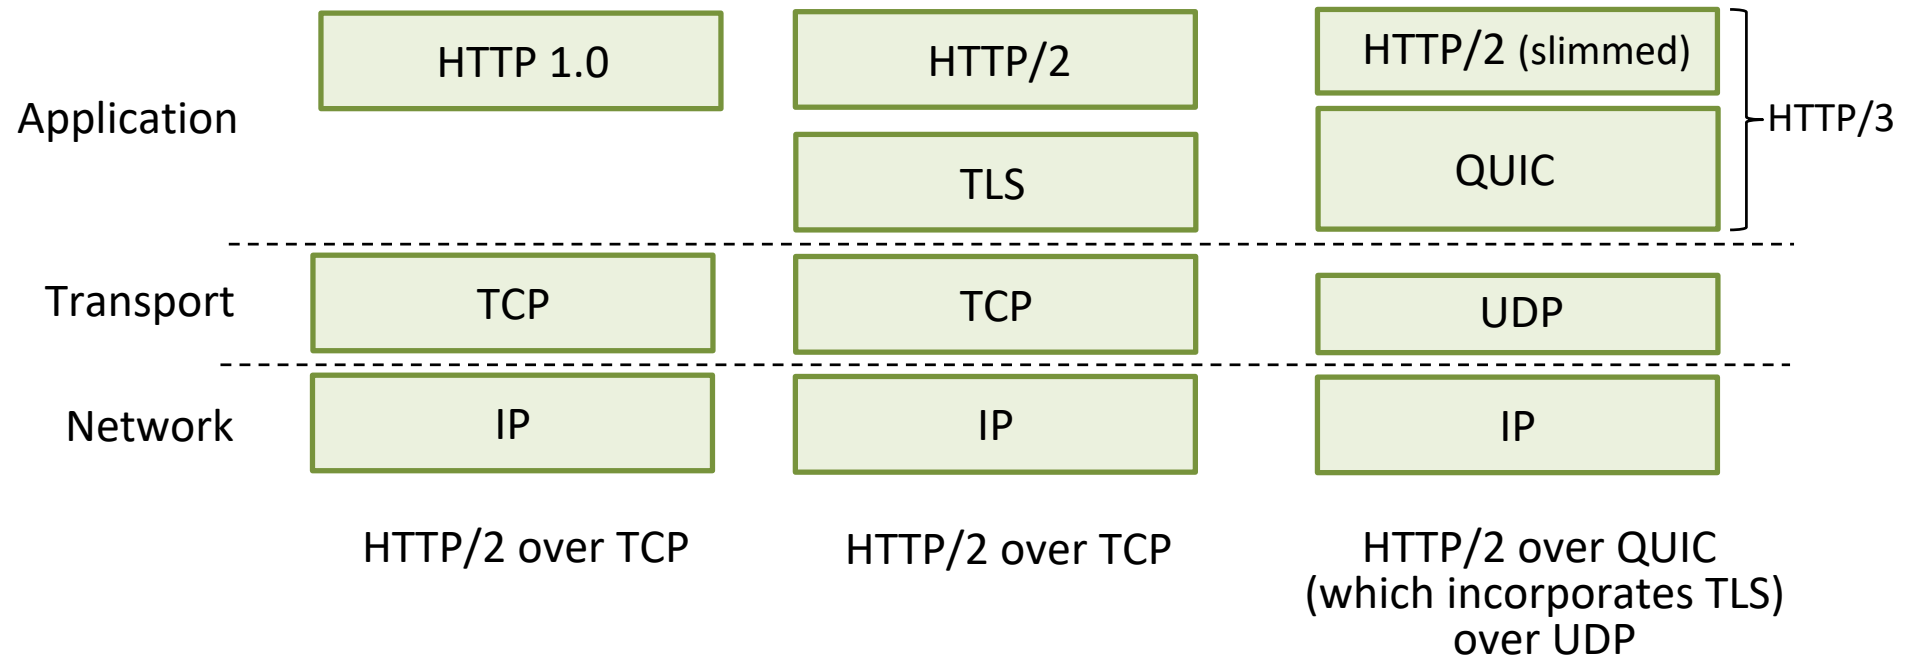 HTTP 1.0
HTTP/2
HTTP/2 (slimmed)
Application
HTTP/3
TLS
QUIC
Transport
TCP
TCP
UDP
Network
IP
IP
IP
HTTP/2 over TCP
HTTP/2 over TCP
HTTP/2 over QUIC
(which incorporates TLS)
over UDP